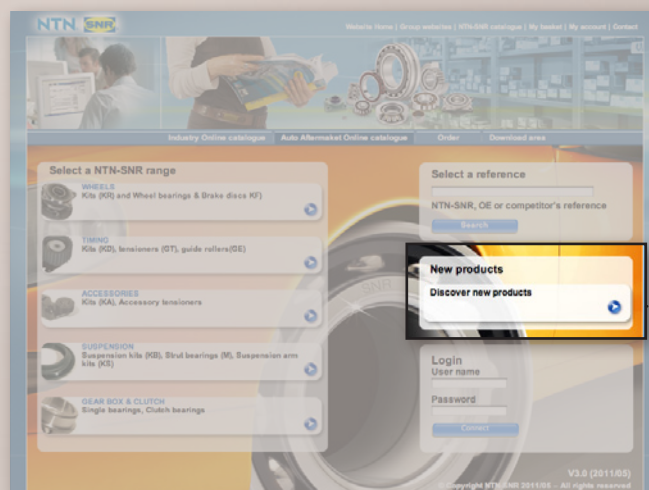 NTN SNR
Website Home | Group websites | NTN-SNR catalogue | My basket | My account | Contact
Industry Online catalogue
Auto Aftermaket Online catalogue
Order
Download area
Select a NTN-SNR range
WHEELS
Kits (KR) and Wheel bearings & Brake discs KF)
TIMING
Kits (KD), tensioners (GT), guide rollers(GE)
ACCESSORIES
Kits (KA), Accessory tensioners
SUSPENSION
Suspension kits (KB), Strut bearings (M), Suspension arm
kits (KS)
GEAR BOX & CLUTCH
Single bearings, Clutch bearings
Select a reference
NTN-SNR, OE or competitor's reference
Search
New products
Discover new products
Login
User name
Password
Connect
SNR
V3.0 (2011/05)
© Copyright NTN-SNR 2011/05 – All rights reserved